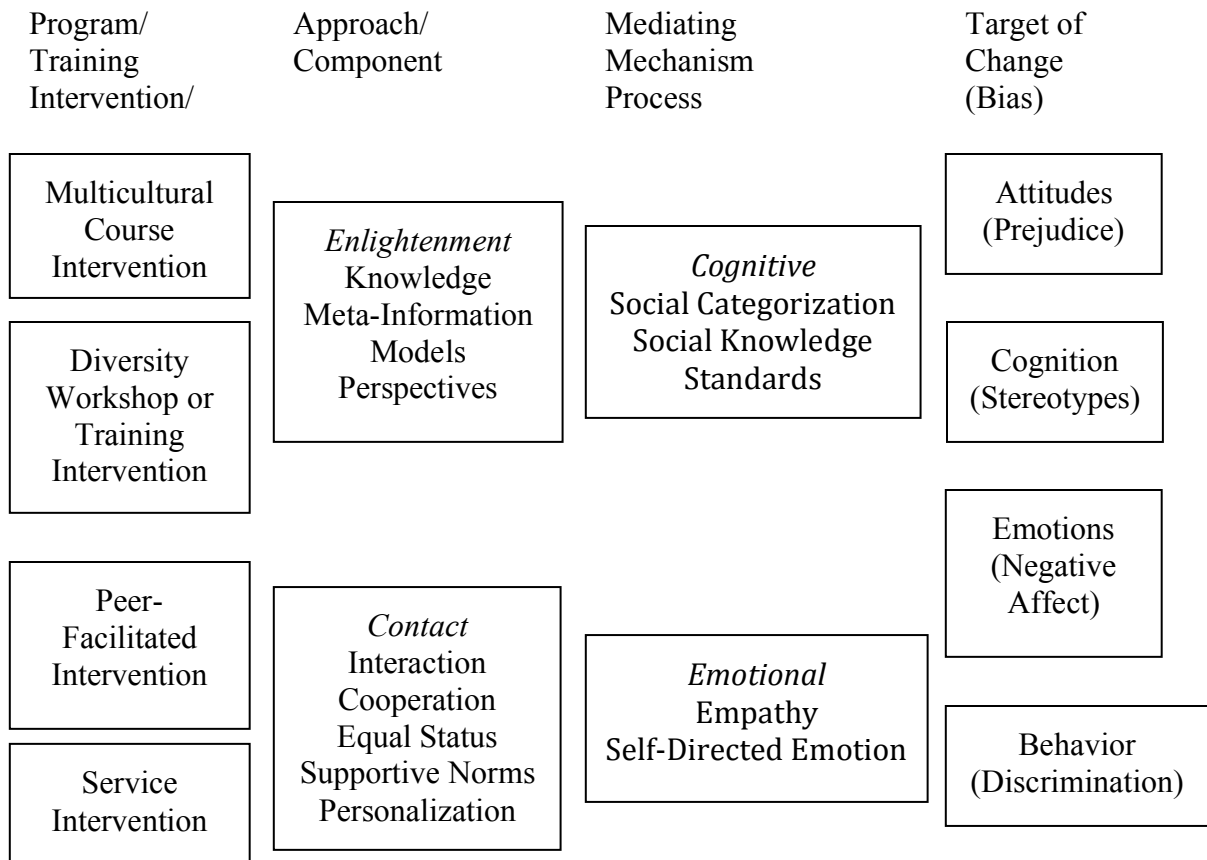 Program/
Training
Intervention/
Approach/
Component
Mediating
Mechanism
Process
Target of
Change
(Bias)
Multicultural
Course
Intervention
Diversity
Workshop or
Training
Intervention
Peer-
Facilitated
Intervention
Service
Intervention
Enlightenment
Knowledge
Meta-Information
Models
Perspectives
Contact
Interaction
Cooperation
Equal Status
Supportive Norms
Personalization
Cognitive
Social Categorization
Social Knowledge
Standards
Emotional
Empathy
Self-Directed Emotion
Attitudes
(Prejudice)
Cognition
(Stereotypes)
Emotions
(Negative
Affect)
Behavior
(Discrimination)